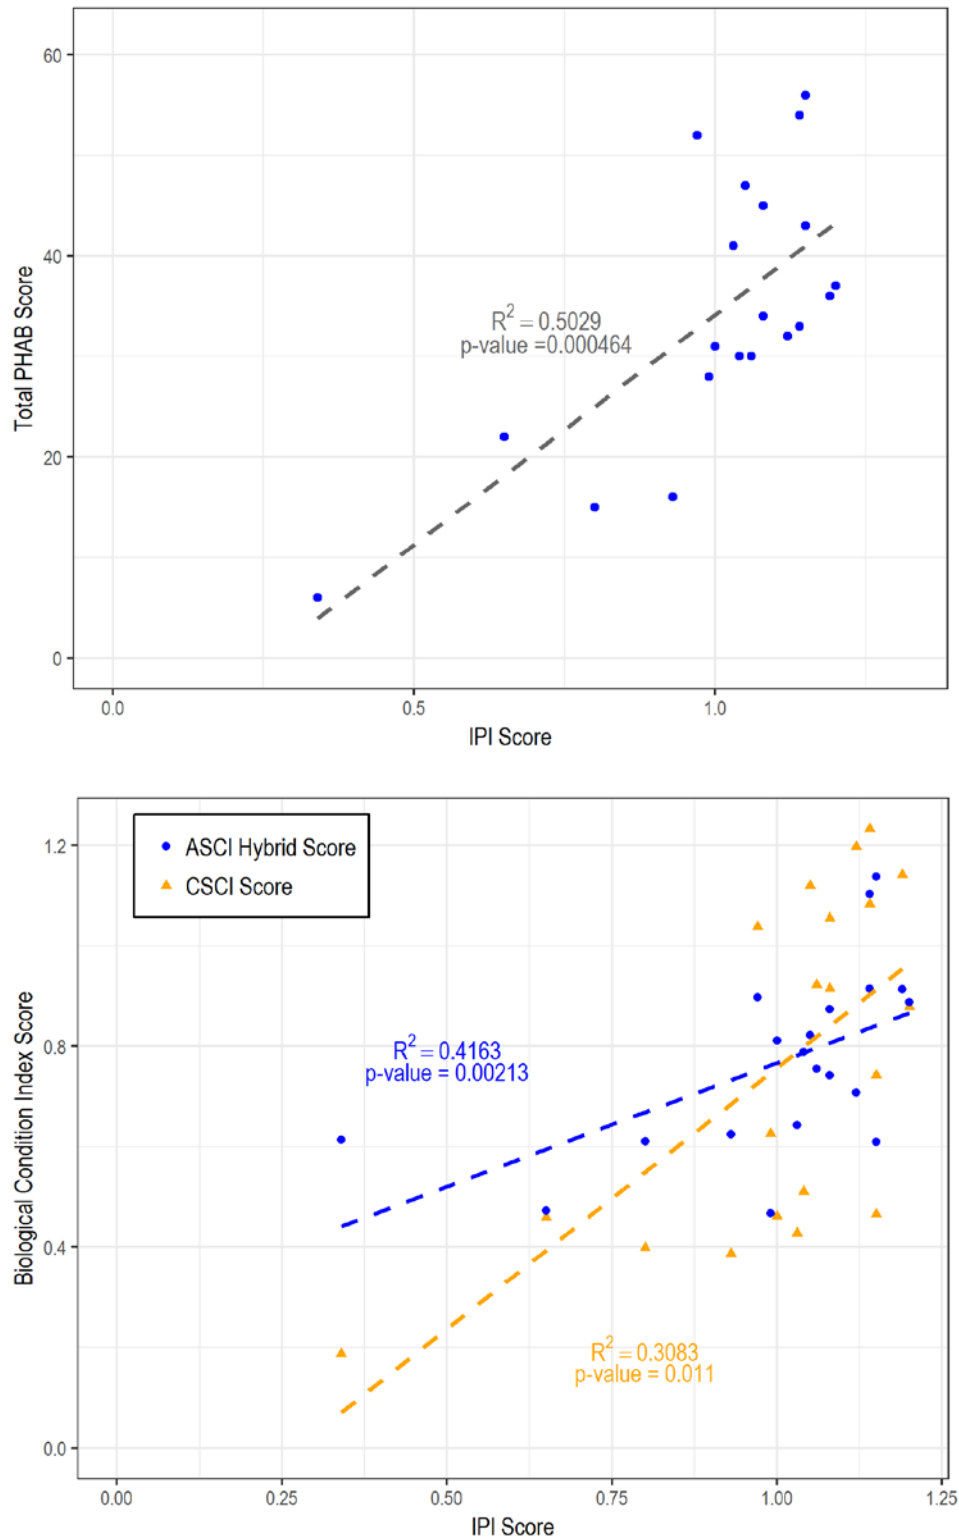 60
40
20
0
Total PHAB Score
R² = 0.5029
p-value =0.000464
0.0 0.5 1.0
IPI Score
ASCI Hybrid Score
CSCI Score
1.2
0.8
0.4
0.0
Biological Condition Index Score
R² = 0.4163
p-value = 0.00213
R² = 0.3083
p-value = 0.011
0.00 0.25 0.50 0.75 1.00 1.25
IPI Score